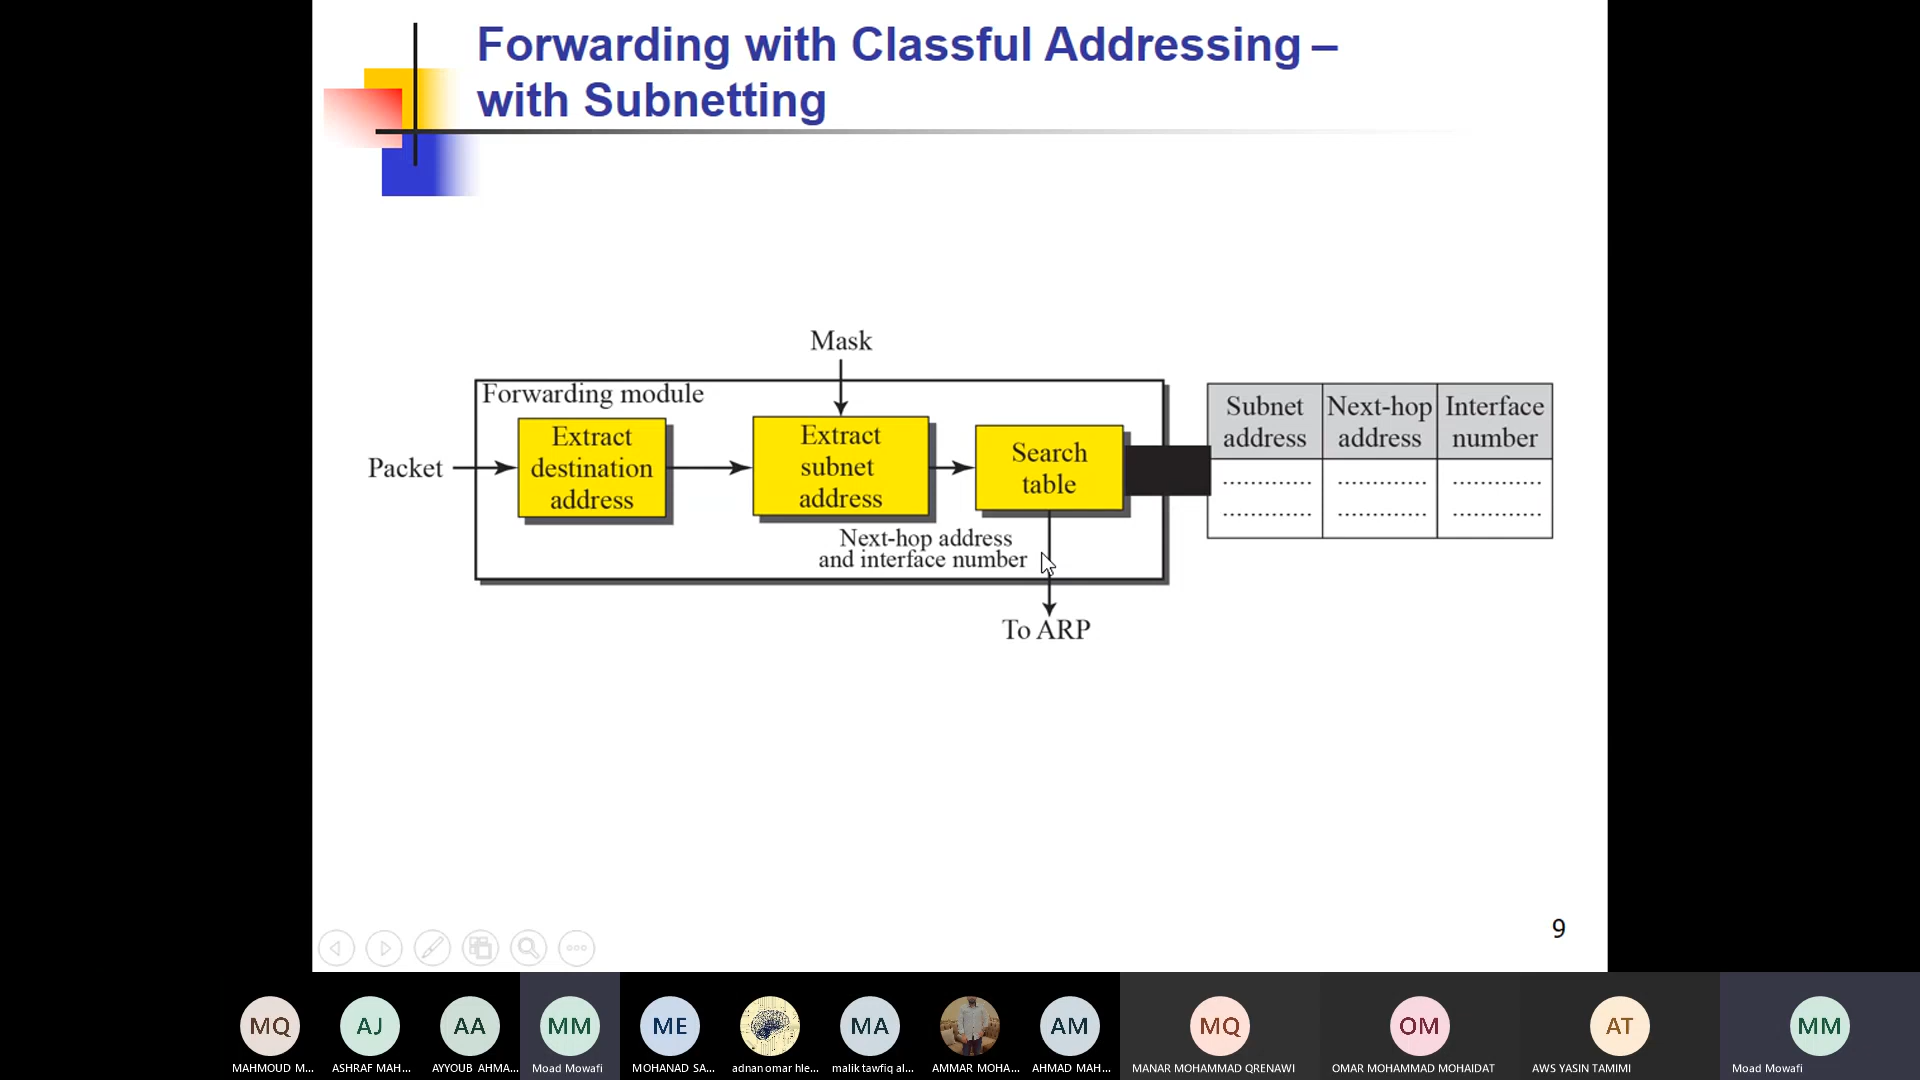 Forwarding with Classful Addressing –
with Subnetting
Mask
Forwarding module
Packet
Extract
destination
address
Extract
subnet
address
Search
table
Next-hop address
and interface number
To ARP
Subnet
address
Next-hop
address
Interface
number
9
MQ
AJ
AA
MM
ME
MA
AM
MQ
OM
AT
MM
MAHMOUD M...
ASHRAF MAH...
AYYOUB AHMA...
Moad Mowafi
MOHANAD SA...
adnan omar hle...
malik tawfiq al...
AMMAR MOHA...
AHMAD MAH...
MANAR MOHAMMAD QRENAWI
OMAR MOHAMMAD MOHAIDAT
AWS YASIN TAMIMI
Moad Mowafi